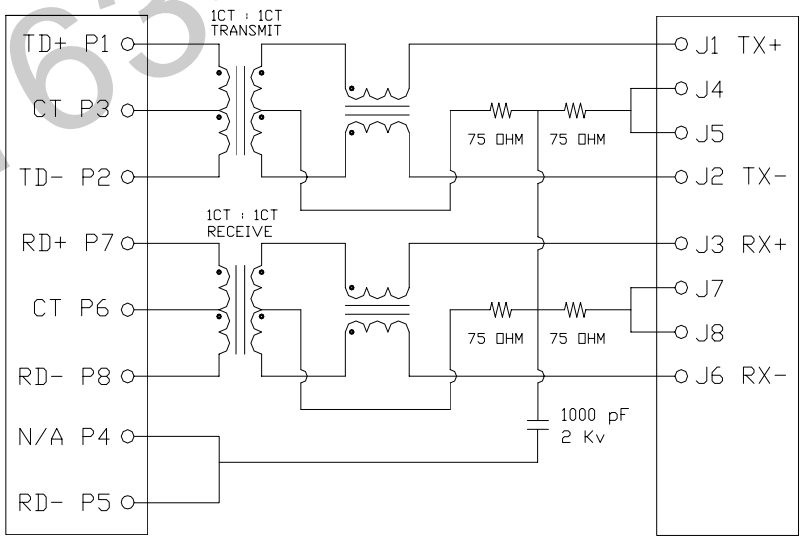 1CT : 1CT
TRANSMIT
TD+ P1
CT P3
TD- P2
75 OHM 75 OHM
J1 TX+
J4
J5
J2 TX-
1CT : 1CT
RECEIVE
RD+ P7
CT P6
RD- P8
75 OHM 75 OHM
J3 RX+
J7
J8
J6 RX-
N/A P4
RD- P5
1000 pF
2 Kv